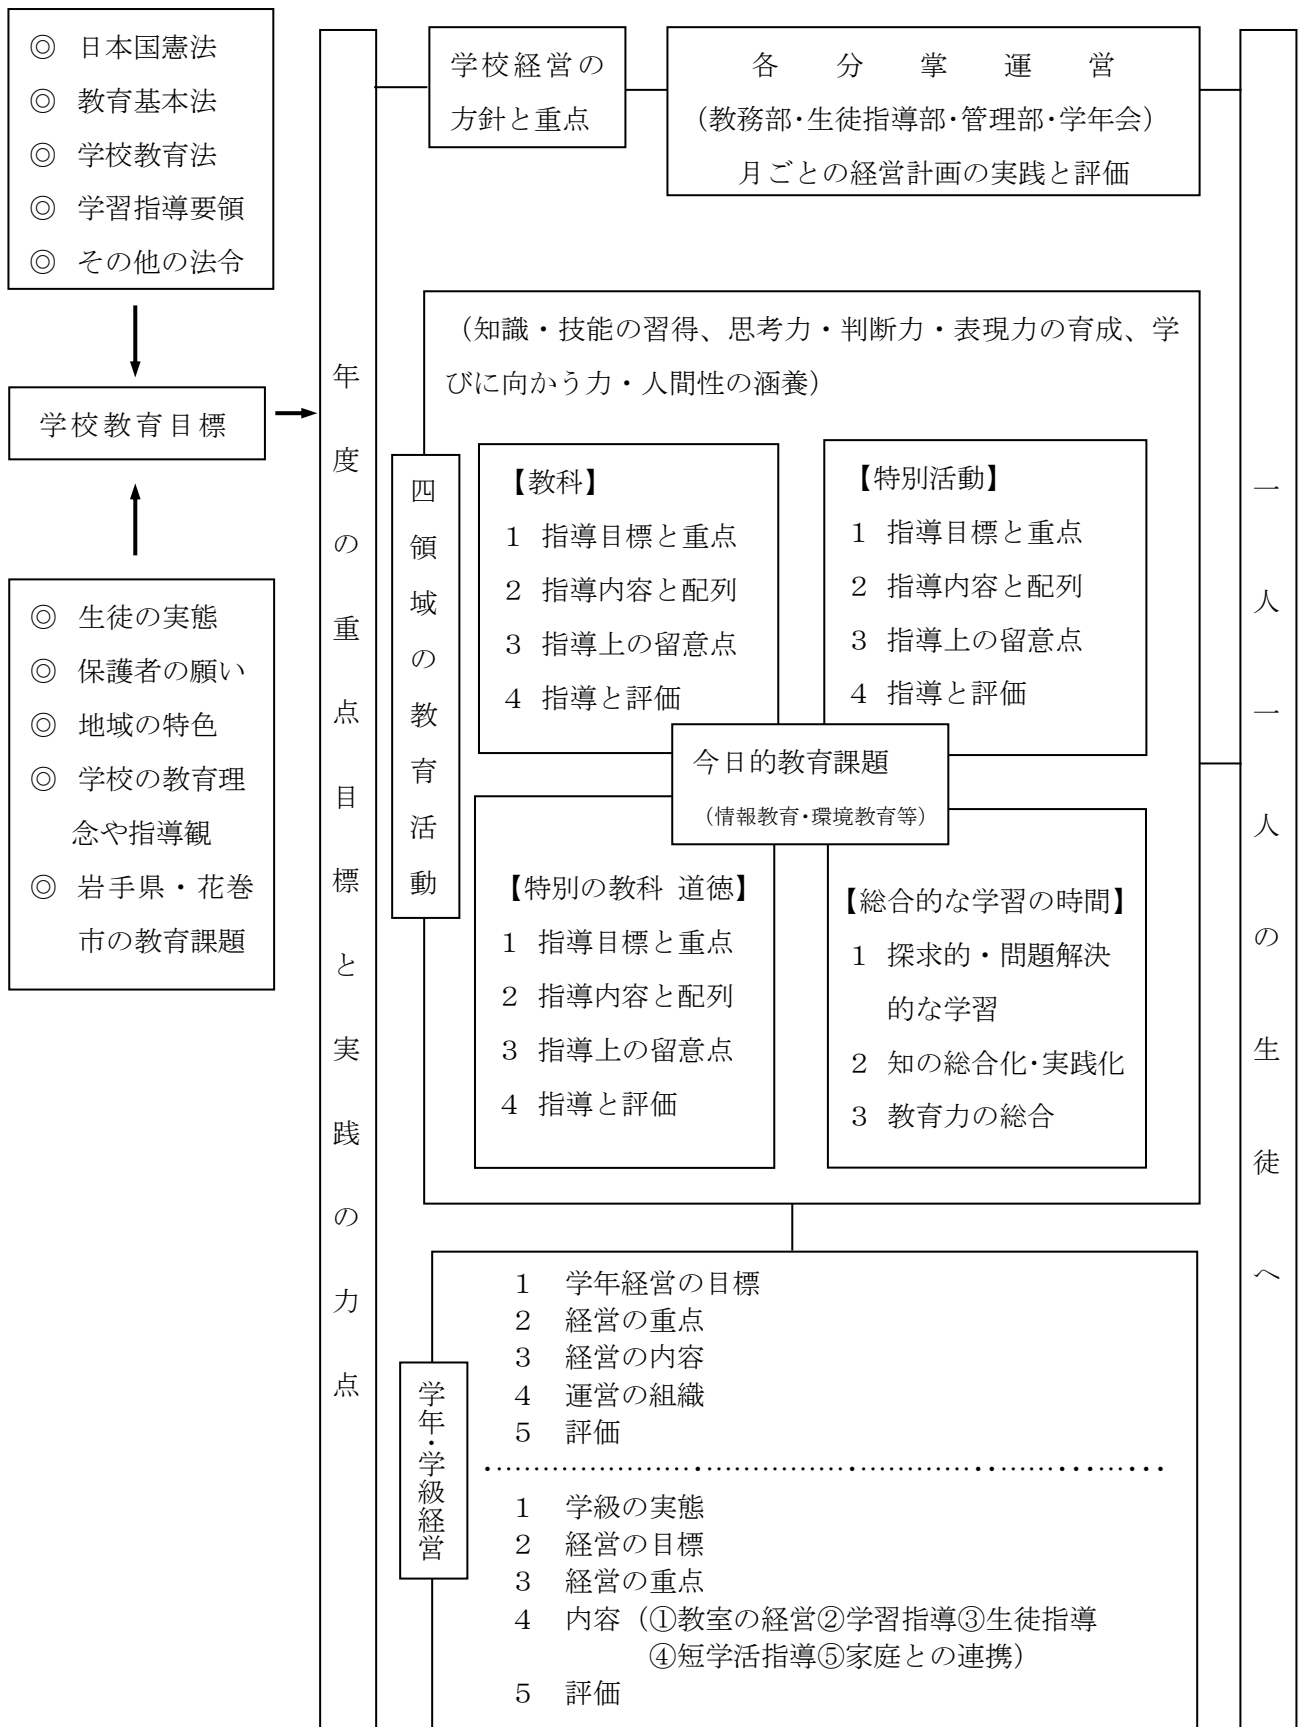 ◎ 日本国憲法
◎ 教育基本法
◎ 学校教育法
◎ 学習指導要領
◎ その他の法令
学校教育目標
◎ 生徒の実態
◎ 保護者の願い
◎ 地域の特色
◎ 学校の教育理
念や指導観
◎ 岩手県・花巻
市の教育課題
年度の重点目標と実践の力点
学校経営の
方針と重点
各分掌運営
（教務部・生徒指導部・管理部・学年会）
月ごとの経営計画の実践と評価
（知識・技能の習得、思考力・判断力・表現力の育成、学
びに向かう力・人間性の涵養）
四領域の教育活動
【教科】
１ 指導目標と重点
２ 指導内容と配列
３ 指導上の留意点
４ 指導と評価
【特別活動】
１ 指導目標と重点
２ 指導内容と配列
３ 指導上の留意点
４ 指導と評価
今日的教育課題
（情報教育・環境教育等）
【特別の教科 道徳】
１ 指導目標と重点
２ 指導内容と配列
３ 指導上の留意点
４ 指導と評価
【総合的な学習の時間】
１ 探求的・問題解決
的な学習
２ 知の総合化・実践化
３ 教育力の総合
学年・学級経営
１ 学年経営の目標
２ 経営の重点
３ 経営の内容
４ 運営の組織
５ 評価
１ 学級の実態
２ 経営の目標
３ 経営の重点
４ 内容（①教室の経営②学習指導③生徒指導
④短学活指導⑤家庭との連携）
５ 評価
一人一人の生徒へ